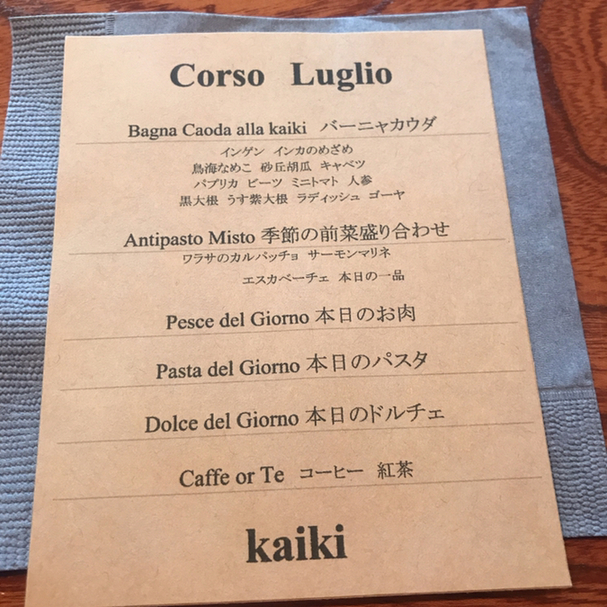 Corso Luglio
Bagna Caoda alla kaiki バーニャカウダ
インゲン インカのめざめ
鳥海なめこ 砂丘胡瓜 キャベツ
パプリカ ビーツ ミニトマト 人参
黒大根 うす紫大根 ラディッシュ ゴーヤ
Antipasto Misto 季節の前菜盛り合わせ
ワラサのカルパッチョ サーモンマリネ
エスカベーチェ 本日の一品
Pesce del Giorno 本日のお肉
Pasta del Giorno 本日のパスタ
Dolce del Giorno 本日のドルチェ
Caffe or Te コーヒー 紅茶
kaiki